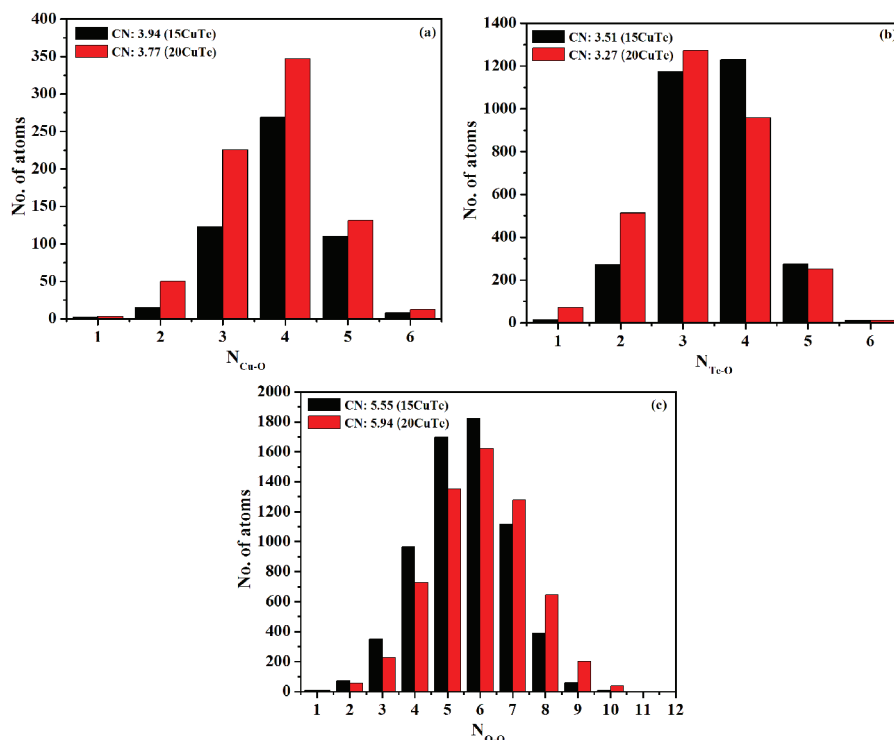 (a)
CN: 3.94 (15CuTe)
CN: 3.77 (20CuTe)
No. of atoms
400
350
300
250
200
150
100
50
0
1 2 3 4 5 6
N Cu-O
(b)
CN: 3.51 (15CuTe)
CN: 3.27 (20CuTe)
No. of atoms
1400
1200
1000
800
600
400
200
0
1 2 3 4 5 6
N Te-O
(c)
CN: 5.55 (15CuTe)
CN: 5.94 (20CuTe)
No. of atoms
2000
1800
1600
1400
1200
1000
800
600
400
200
0
1 2 3 4 5 6 7 8 9 10 11 12
N O-O